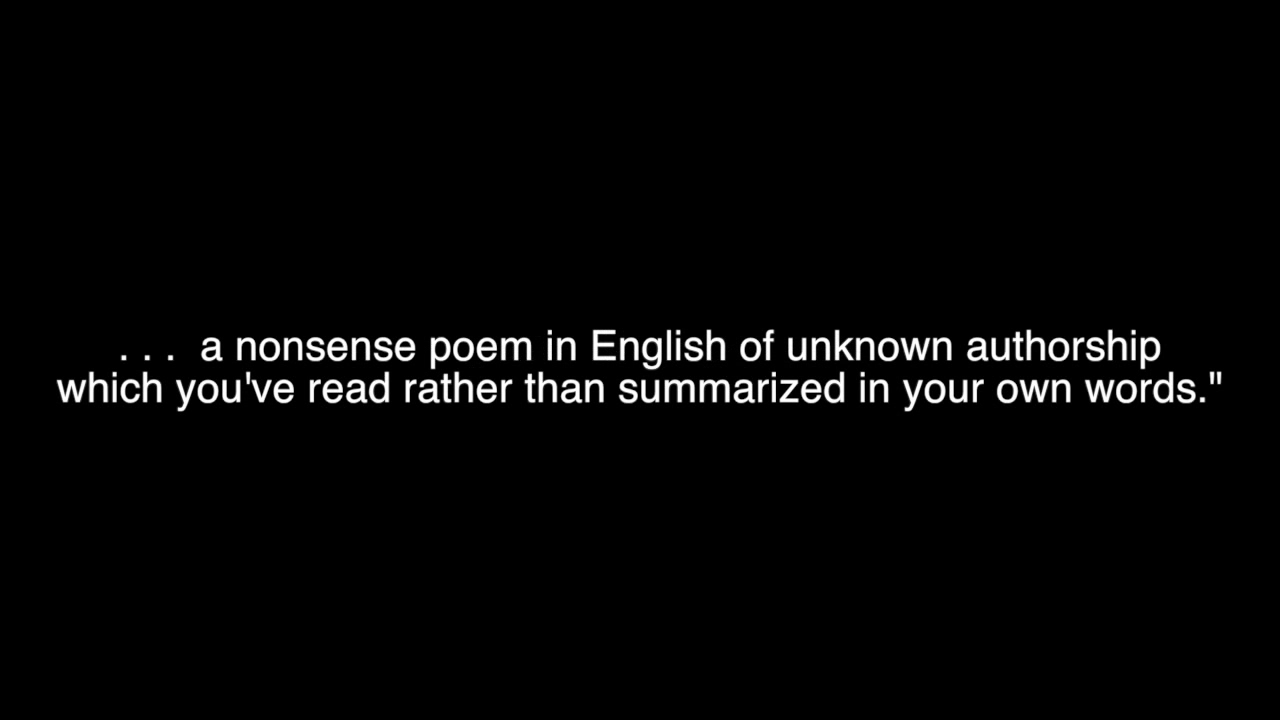 . . .  a nonsense poem in English of unknown authorship
which you've read rather than summarized in your own words."